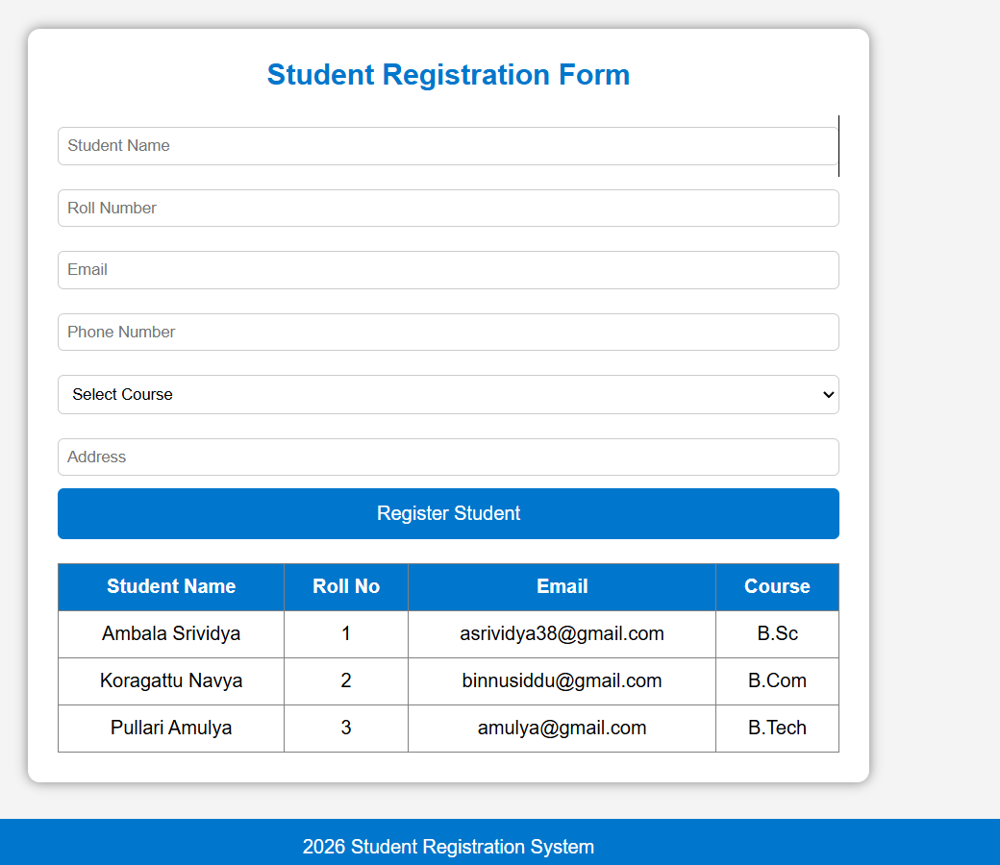 Student Registration Form
Student Name
Roll Number
Email
Phone Number
Select Course
Address
Register Student
Student Name Roll No Email Course
Ambala Srividya 1 asrividya38@gmail.com B.Sc
Koragattu Navya 2 binnusiddu@gmail.com B.Com
Pullari Amulya 3 amulya@gmail.com B.Tech
2026 Student Registration System